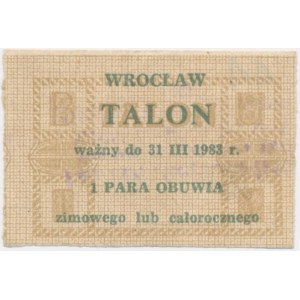 WROCŁAW
TALON
ważny do 31 III 1983 r.
1 PARA OBUWIA
zimowego lub całorocznego